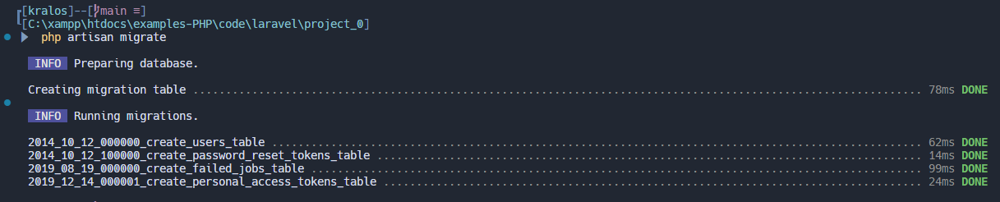 [kralos]--[main ≡]
[C:\xampp\htdocs\examples-PHP\code\laravel\project_0]
php artisan migrate
INFO Preparing database.
Creating migration table ................................................................................................................ 78ms DONE
INFO Running migrations.
2014_10_12_000000_create_users_table .................................................................................................... 62ms DONE
2014_10_12_100000_create_password_reset_tokens_table .................................................................................... 14ms DONE
2019_08_19_000000_create_failed_jobs_table .............................................................................................. 99ms DONE
2019_12_14_000001_create_personal_access_tokens_table ................................................................................... 24ms DONE